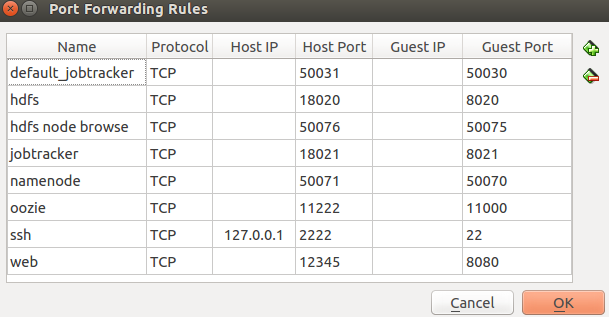 Port Forwarding Rules
Name Protocol Host IP Host Port Guest IP Guest Port
default_jobtracker TCP 50031 50030
hdfs TCP 18020 8020
hdfs node browse TCP 50076 50075
jobtracker TCP 18021 8021
namenode TCP 50071 50070
oozie TCP 11222 11000
ssh TCP 127.0.0.1 2222 22
web TCP 12345 8080
Cancel OK